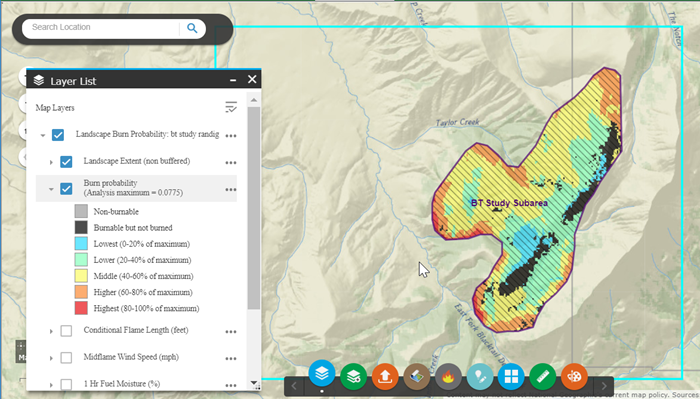 Search Location
Layer List
Map Layers
Landscape Burn Probability: bt study randig
Landscape Extent (non buffered)
Burn probability
(Analysis maximum = 0.0775)
Non-burnable
Burnable but not burned
Lowest (0-20% of maximum)
Lower (20-40% of maximum)
Middle (40-60% of maximum)
Higher (60-80% of maximum)
Highest (80-100% of maximum)
Conditional Flame Length (feet)
Midflame Wind Speed (mph)
1 Hr Fuel Moisture (%)
Creek
The Notch
Taylor Creek
BT Study Subarea
East Fork Blacktail
Creek
current map policy. Sources